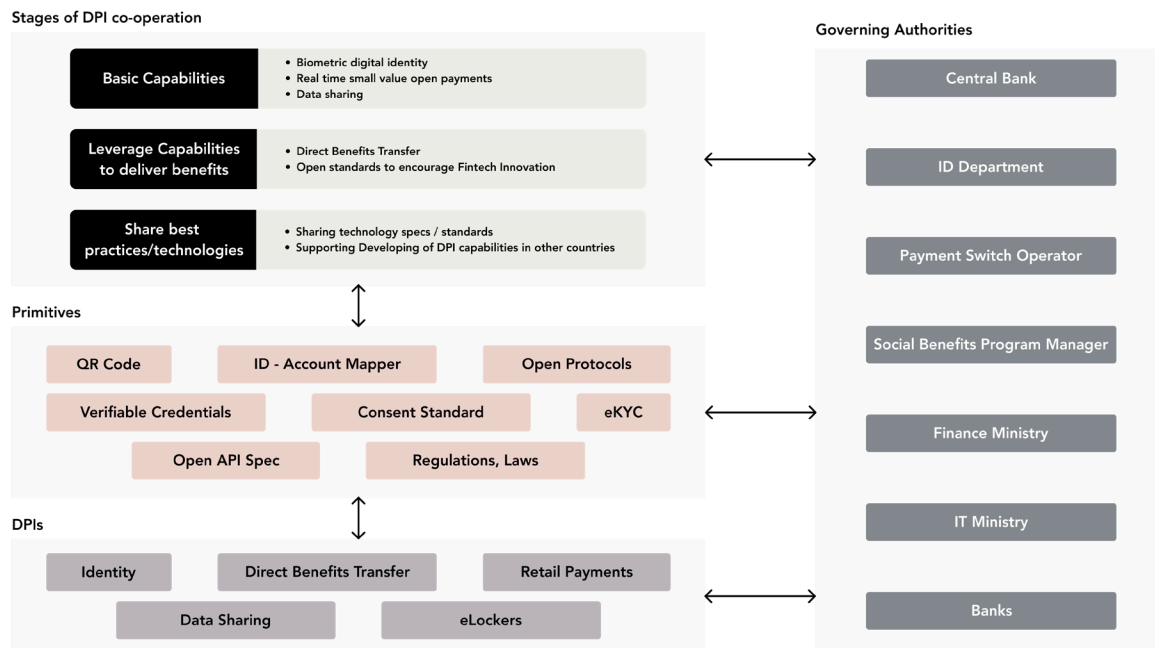 Stages of DPI co-operation
Basic Capabilities
• Biometric digital identity
• Real time small value open payments
• Data sharing
Leverage Capabilities
to deliver benefits
• Direct Benefits Transfer
• Open standards to encourage Fintech Innovation
Share best
practices/technologies
• Sharing technology specs / standards
• Supporting Developing of DPI capabilities in other countries
Primitives
QR Code
ID - Account Mapper
Open Protocols
Verifiable Credentials
Consent Standard
eKYC
Open API Spec
Regulations, Laws
DPIs
Identity
Direct Benefits Transfer
Retail Payments
Data Sharing
eLockers
Governing Authorities
Central Bank
ID Department
Payment Switch Operator
Social Benefits Program Manager
Finance Ministry
IT Ministry
Banks